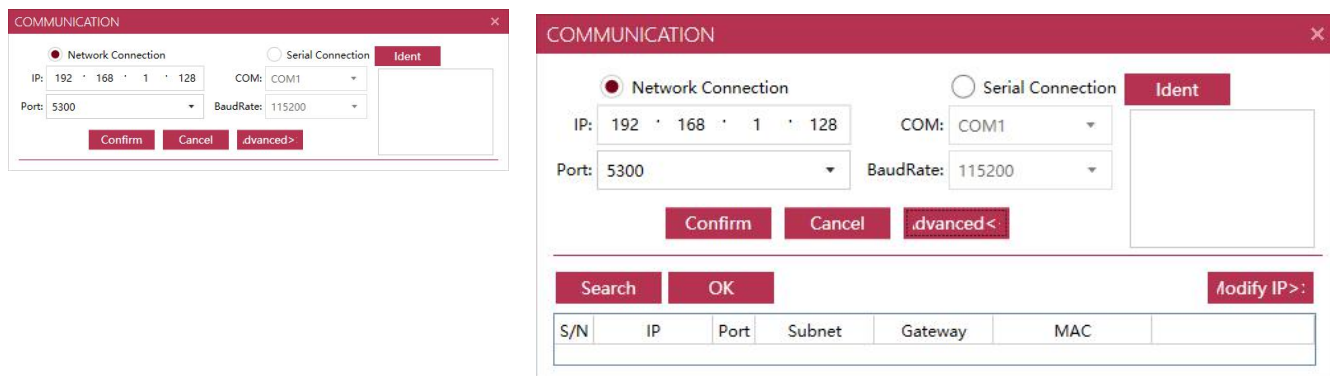 COMMUNICATION
Network Connection
Serial Connection
Ident
IP: 192 . 168 . 1 . 128
COM: COM1
Port: 5300
BaudRate: 115200
Confirm
Cancel
dvanced>
COMMUNICATION
Network Connection
Serial Connection
Ident
IP: 192 . 168 . 1 . 128
COM: COM1
Port: 5300
BaudRate: 115200
Confirm
Cancel
dvanced<
Search
OK
Modify IP>:
S/N IP Port Subnet Gateway MAC